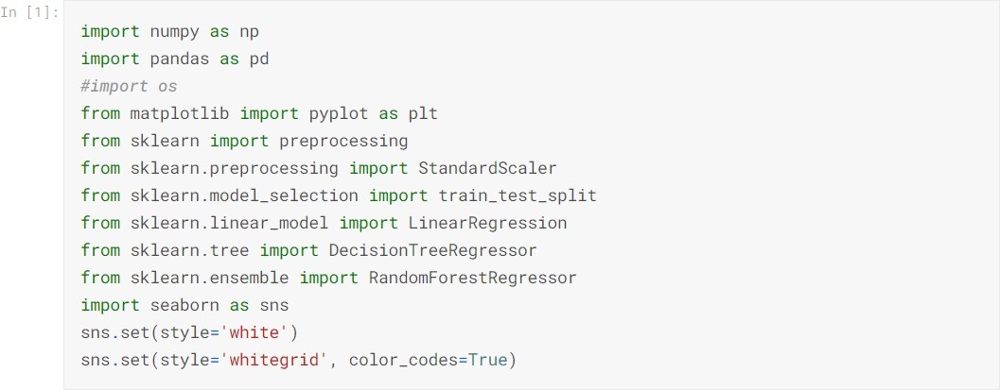 In [1]:
import numpy as np
import pandas as pd
#import os
from matplotlib import pyplot as plt
from sklearn import preprocessing
from sklearn.preprocessing import StandardScaler
from sklearn.model_selection import train_test_split
from sklearn.linear_model import LinearRegression
from sklearn.tree import DecisionTreeRegressor
from sklearn.ensemble import RandomForestRegressor
import seaborn as sns
sns.set(style='white')
sns.set(style='whitegrid', color_codes=True)